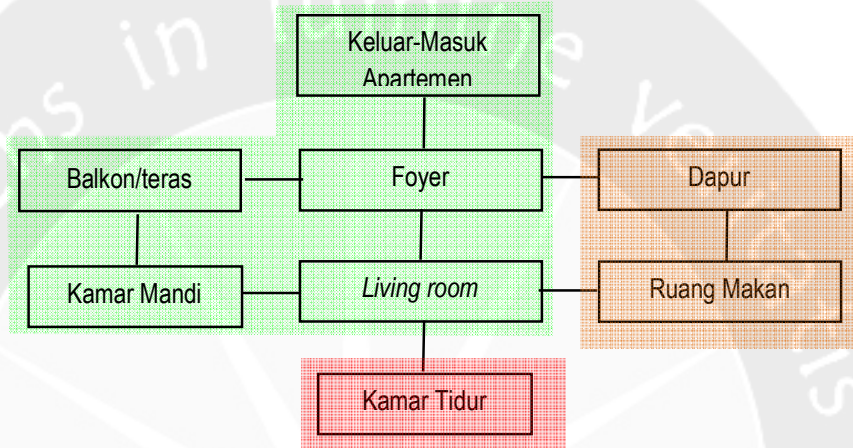 Keluar-Masuk
Apartemen
Balkon/teras
Foyer
Dapur
Kamar Mandi
Living room
Ruang Makan
Kamar Tidur